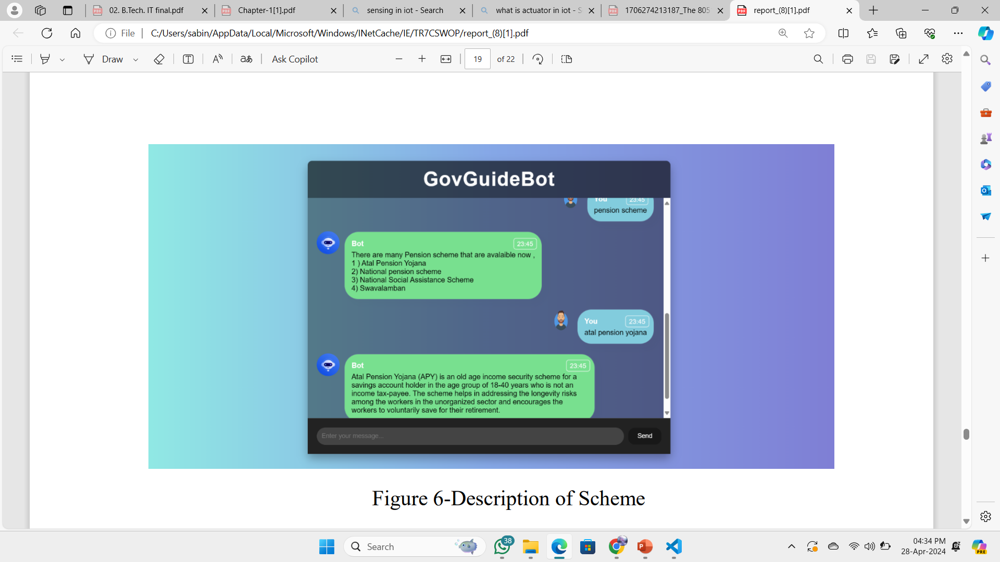 02. B.Tech. IT final.pdf
Chapter-1[1].pdf
sensing in iot - Search
what is actuator in iot - S
1706274213187_The 805
report_(8)[1].pdf
File
C:/Users/sabin/AppData/Local/Microsoft/Windows/INetCache/IE/TR7CSWOP/report_(8)[1].pdf
Draw
aあ
Ask Copilot
19 of 22
GovGuideBot
You 23:45
pension scheme
Bot 23:45
There are many Pension scheme that are avalaible now ,
1 ) Atal Pension Yojana
2) National pension scheme
3) National Social Assistance Scheme
4) Swavalamban
You 23:45
atal pension yojana
Bot 23:45
Atal Pension Yojana (APY) is an old age income security scheme for a
savings account holder in the age group of 18-40 years who is not an
income tax-payee. The scheme helps in addressing the longevity risks
among the workers in the unorganized sector and encourages the
workers to voluntarily save for their retirement.
Enter your message...
Send
Figure 6-Description of Scheme
Search
38
04:34 PM
28-Apr-2024
PRE